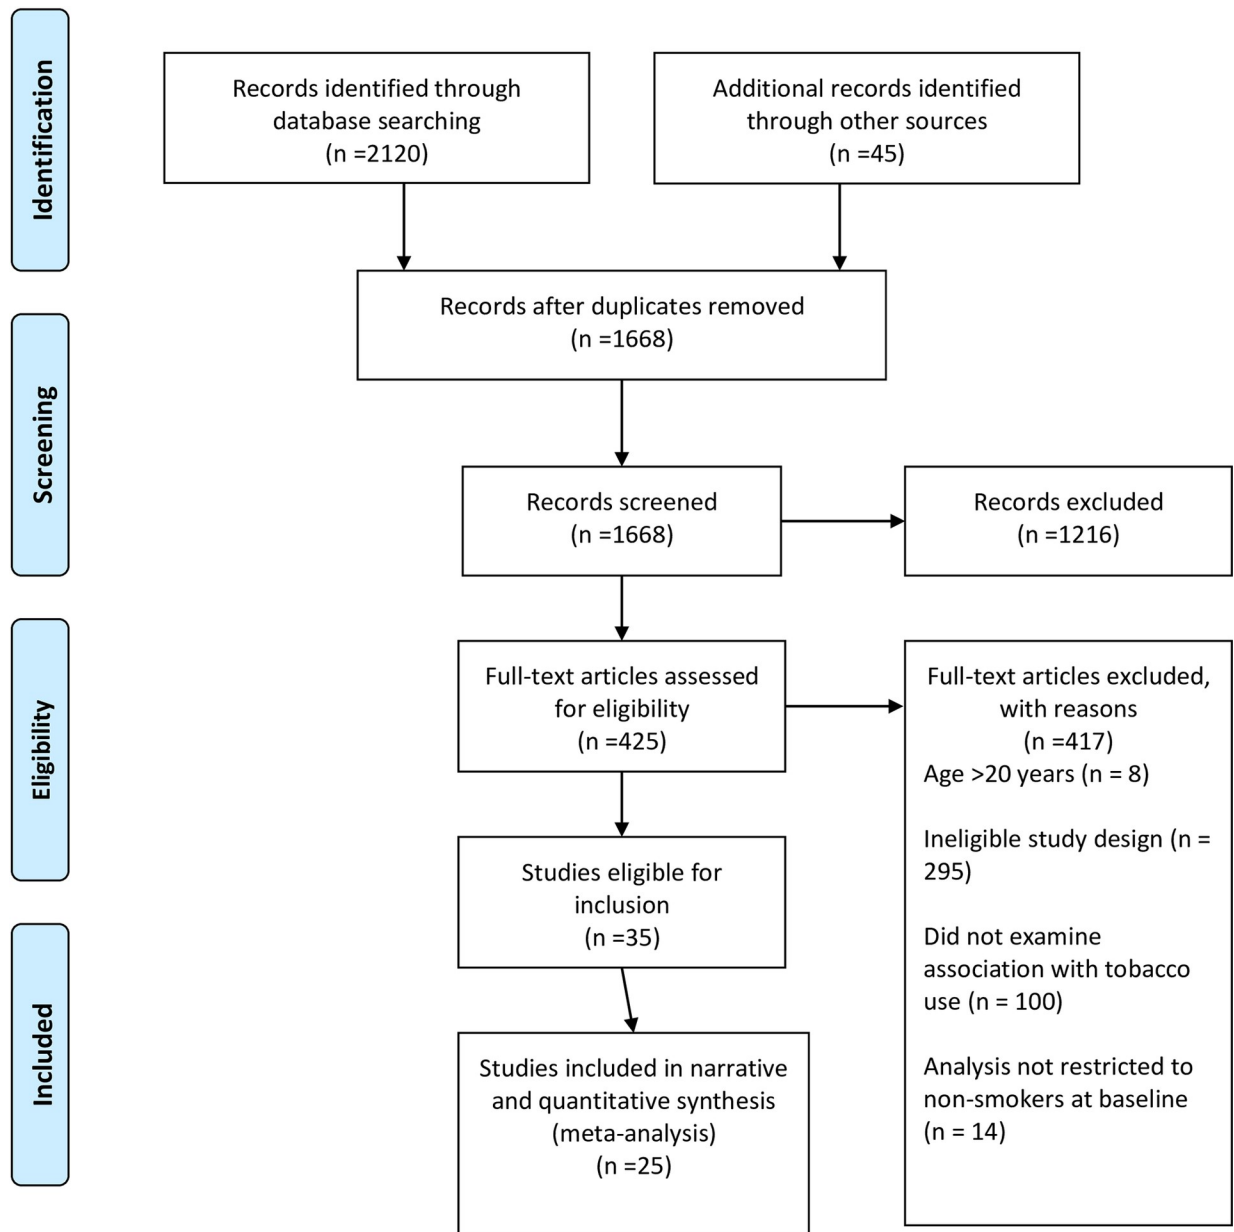 Identification
Records identified through
database searching
(n =2120)
Additional records identified
through other sources
(n =45)
Records after duplicates removed
(n =1668)
Screening
Records screened
(n =1668)
Records excluded
(n =1216)
Eligibility
Full-text articles assessed
for eligibility
(n =425)
Full-text articles excluded,
with reasons
(n =417)
Age >20 years (n = 8)
Ineligible study design (n =
295)
Did not examine
association with tobacco
use (n = 100)
Analysis not restricted to
non-smokers at baseline
(n = 14)
Studies eligible for
inclusion
(n =35)
Included
Studies included in narrative
and quantitative synthesis
(meta-analysis)
(n =25)